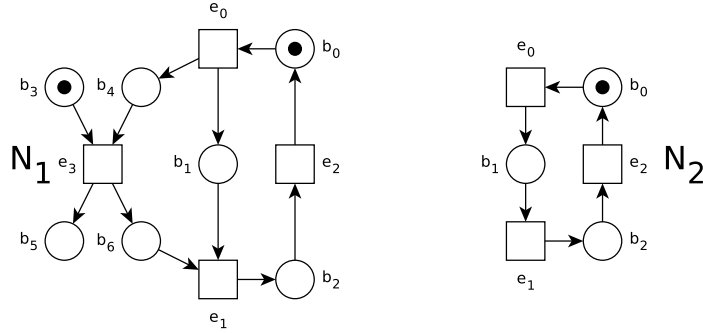 e₀
b₀
b₃
b₄
e₀
b₀
N₁
e₃
b₁
e₂
b₁
e₂
N₂
b₅
b₆
b₂
b₂
e₁
e₁